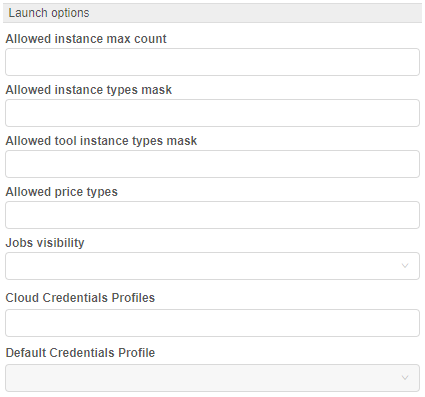 Launch options
Allowed instance max count
Allowed instance types mask
Allowed tool instance types mask
Allowed price types
Jobs visibility
Cloud Credentials Profiles
Default Credentials Profile